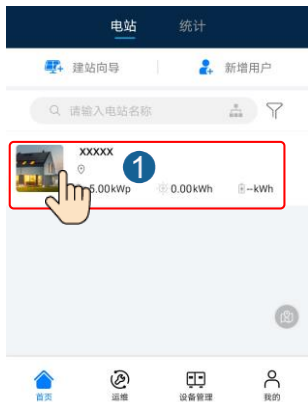 电站 统计
建站向导 新增用户
请输入电站名称
XXXXX
1
5.00kWp 0.00kWh --kWh
首页 运维 设备管理 我的